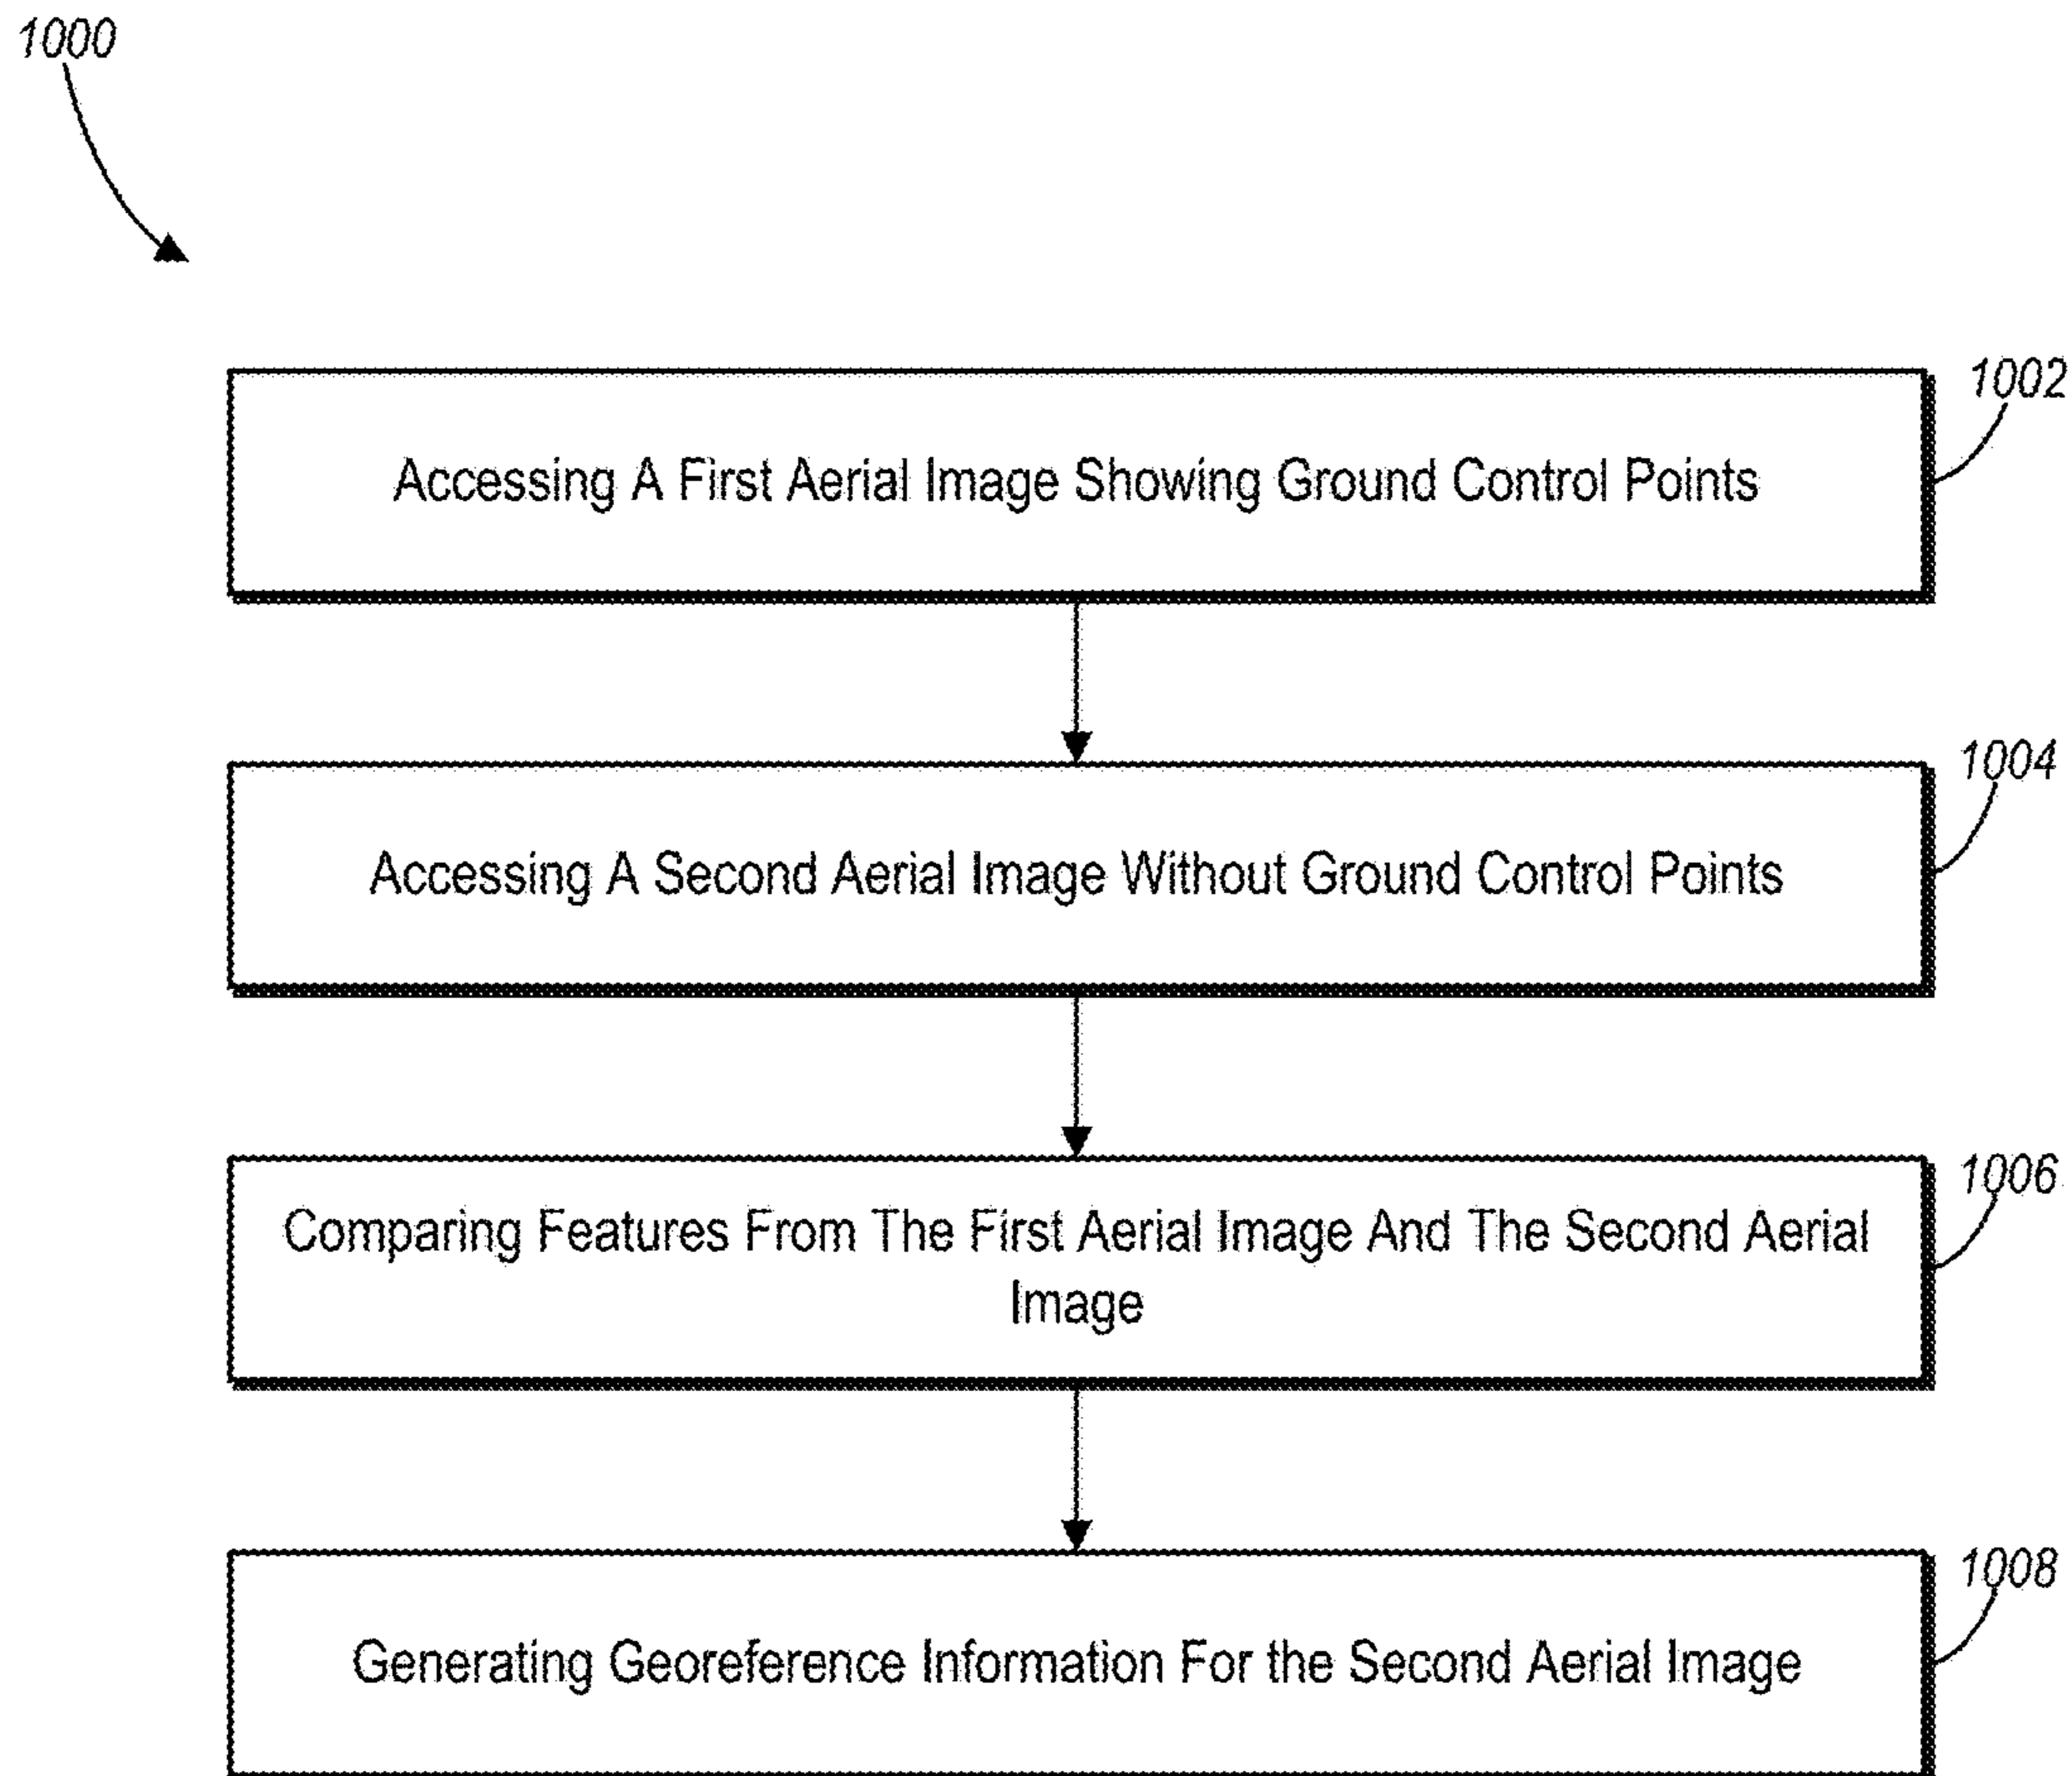 1000
1002
Accessing A First Aerial Image Showing Ground Control Points
1004
Accessing A Second Aerial Image Without Ground Control Points
1006
Comparing Features From The First Aerial Image And The Second Aerial
Image
1008
Generating Georeference Information For the Second Aerial Image